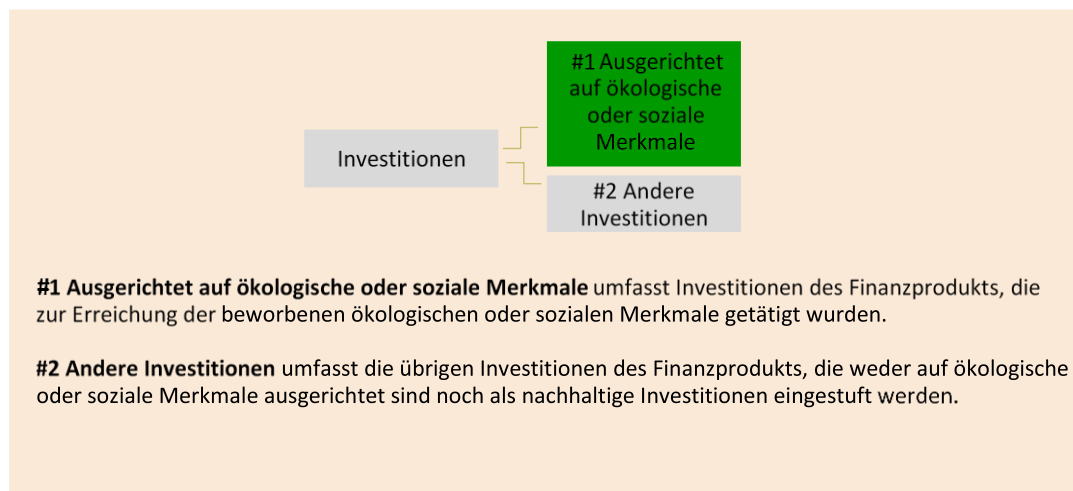 #1 Ausgerichtet
auf ökologische
oder soziale
Merkmale
Investitionen
#2 Andere
Investitionen
#1 Ausgerichtet auf ökologische oder soziale Merkmale umfasst Investitionen des Finanzprodukts, die
zur Erreichung der beworbenen ökologischen oder sozialen Merkmale getätigt wurden.
#2 Andere Investitionen umfasst die übrigen Investitionen des Finanzprodukts, die weder auf ökologische
oder soziale Merkmale ausgerichtet sind noch als nachhaltige Investitionen eingestuft werden.